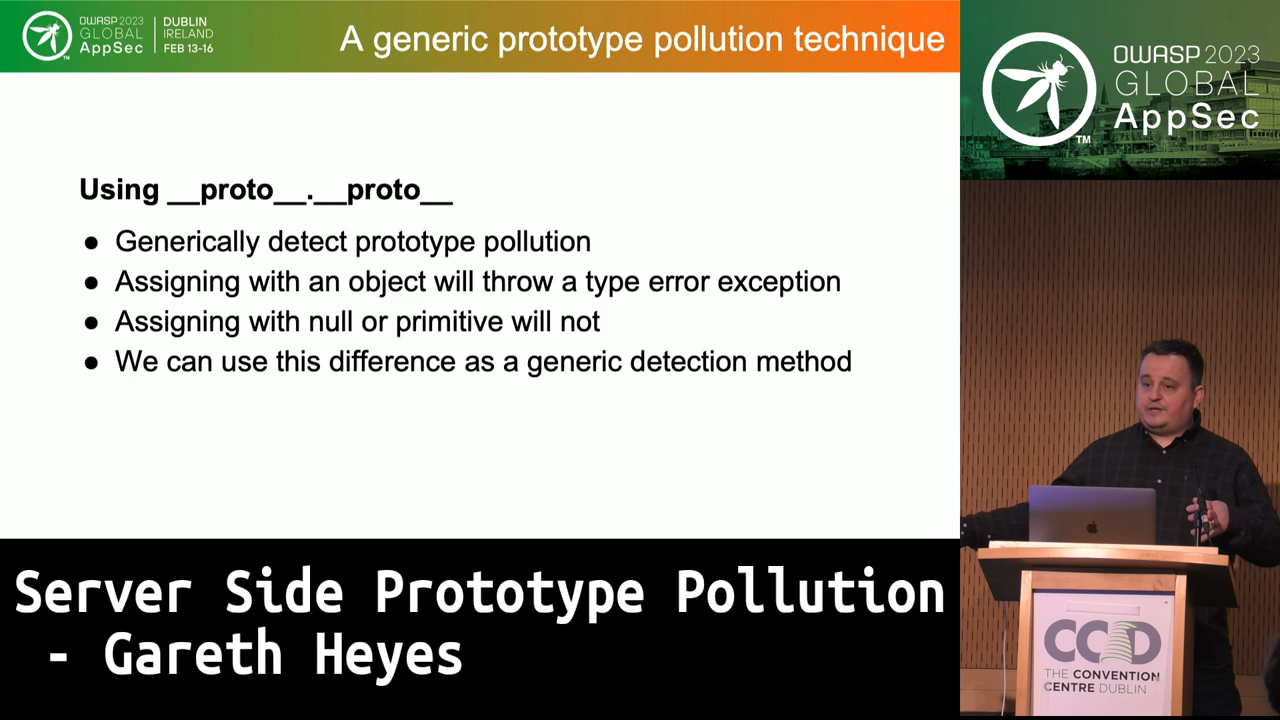 OWASP 2023
GLOBAL
AppSec
TM
DUBLIN
IRELAND
FEB 13-16
A generic prototype pollution technique
Using __proto__.__proto__
● Generically detect prototype pollution
● Assigning with an object will throw a type error exception
● Assigning with null or primitive will not
● We can use this difference as a generic detection method
Server Side Prototype Pollution
- Gareth Heyes
OWASP 2023
GLOBAL
AppSec
TM
CCD
THE CONVENTION
CENTRE DUBLIN